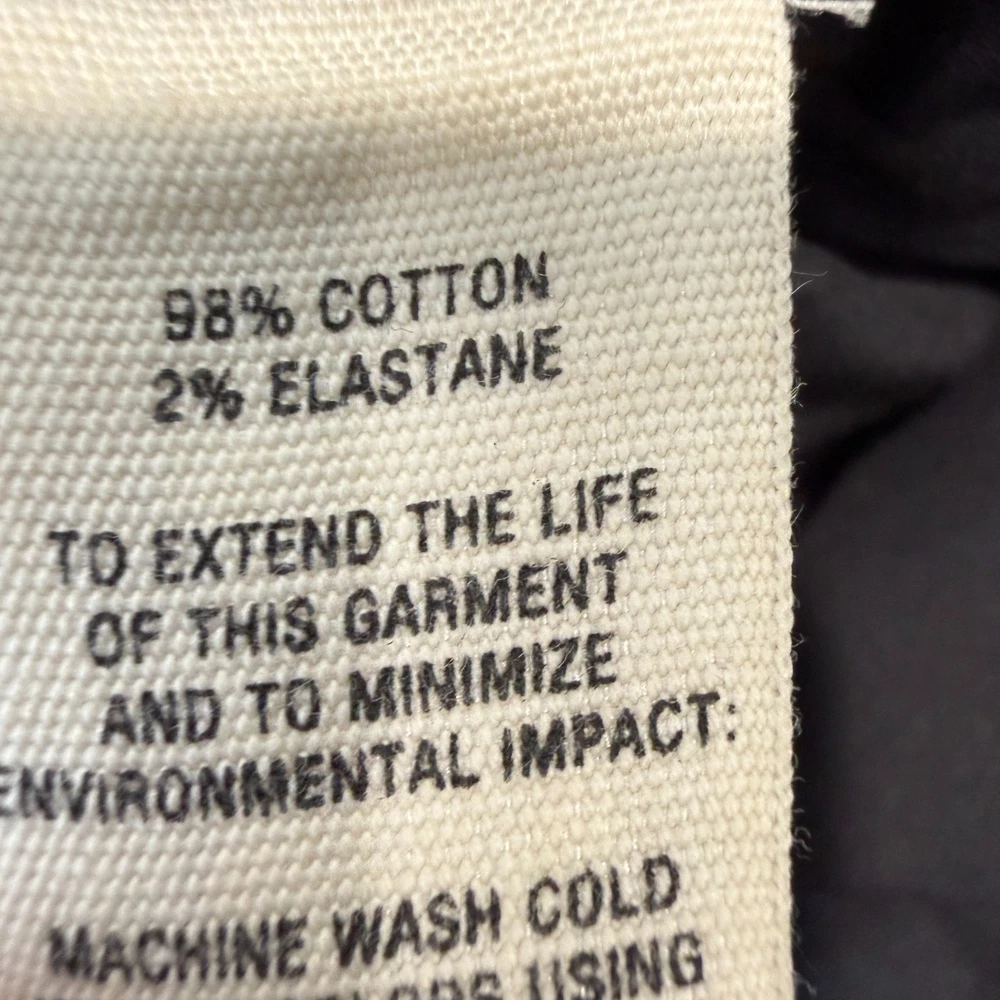 98% COTTON
2% ELASTANE
TO EXTEND THE LIFE
OF THIS GARMENT
AND TO MINIMIZE
ENVIRONMENTAL IMPACT:
MACHINE WASH COLD
USING